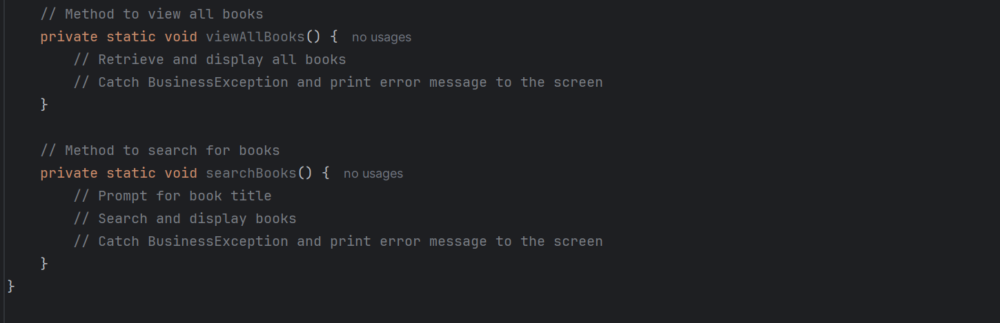 // Method to view all books
private static void viewAllBooks() { no usages
// Retrieve and display all books
// Catch BusinessException and print error message to the screen
}
// Method to search for books
private static void searchBooks() { no usages
// Prompt for book title
// Search and display books
// Catch BusinessException and print error message to the screen
}
}